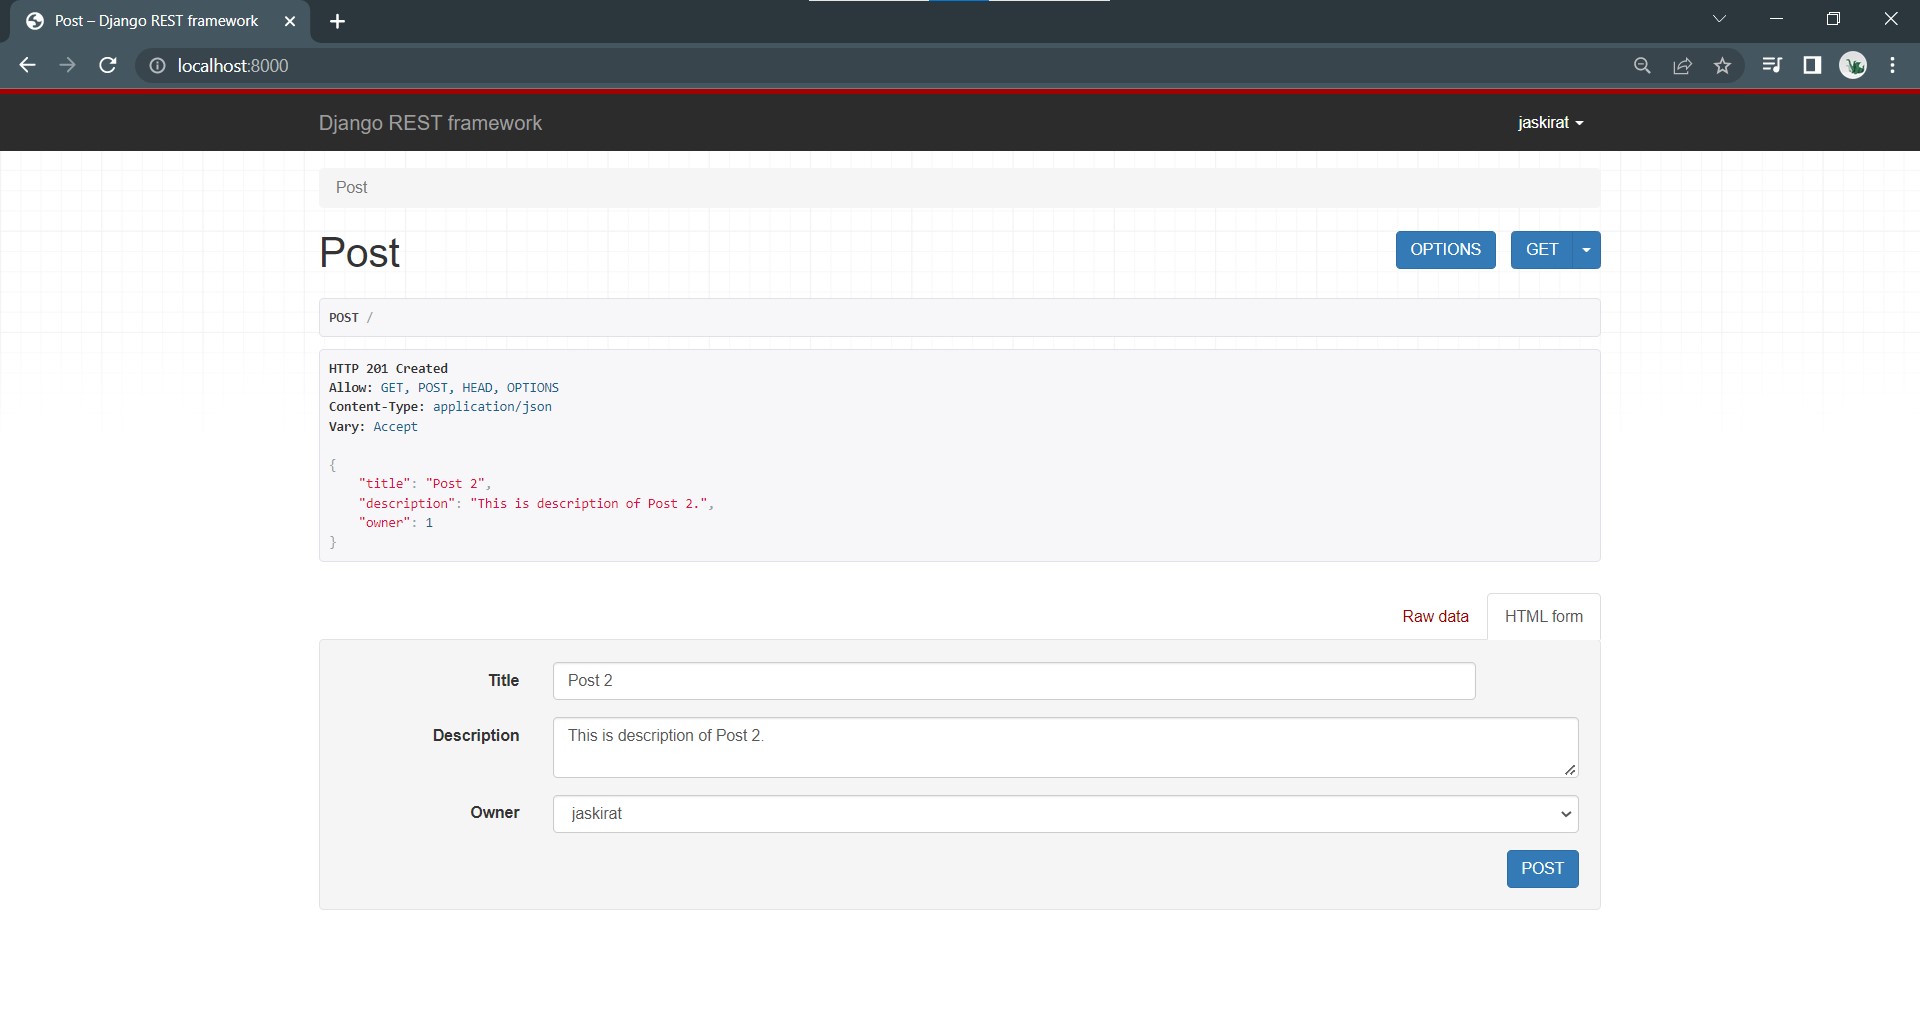 Post – Django REST framework
localhost:8000
Django REST framework
jaskirat
Post
Post
OPTIONS
GET
POST /
HTTP 201 Created
Allow: GET, POST, HEAD, OPTIONS
Content-Type: application/json
Vary: Accept
{
    "title": "Post 2",
    "description": "This is description of Post 2.",
    "owner": 1
}
Raw data
HTML form
Title
Post 2
Description
This is description of Post 2.
Owner
jaskirat
POST